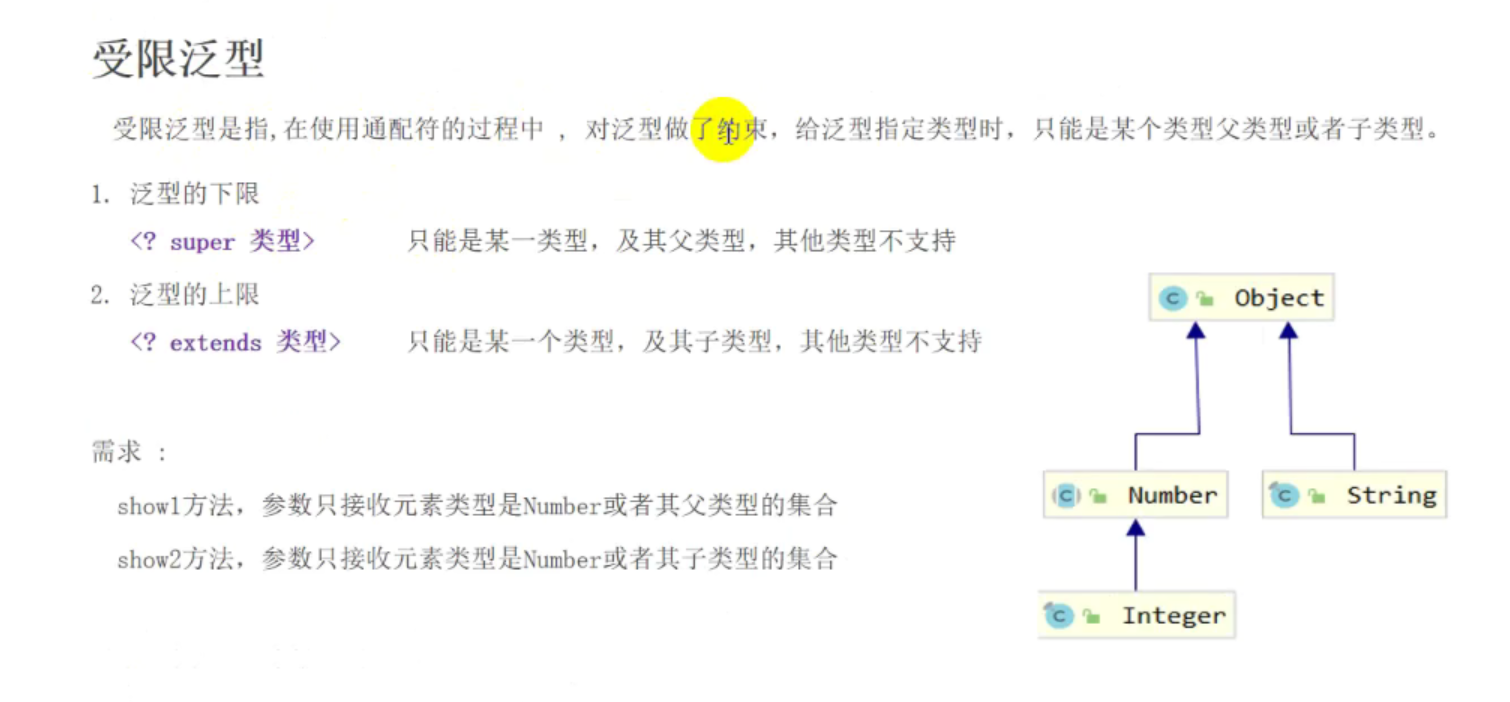 受限泛型
受限泛型是指,在使用通配符的过程中 , 对泛型做了约束，给泛型指定类型时，只能是某个类型父类型或者子类型。
1. 泛型的下限
<? super 类型> 只能是某一类型，及其父类型，其他类型不支持
2. 泛型的上限
<? extends 类型> 只能是某一个类型，及其子类型，其他类型不支持
需求 :
show1方法，参数只接收元素类型是Number或者其父类型的集合
show2方法，参数只接收元素类型是Number或者其子类型的集合
C Object
C Number
C String
C Integer